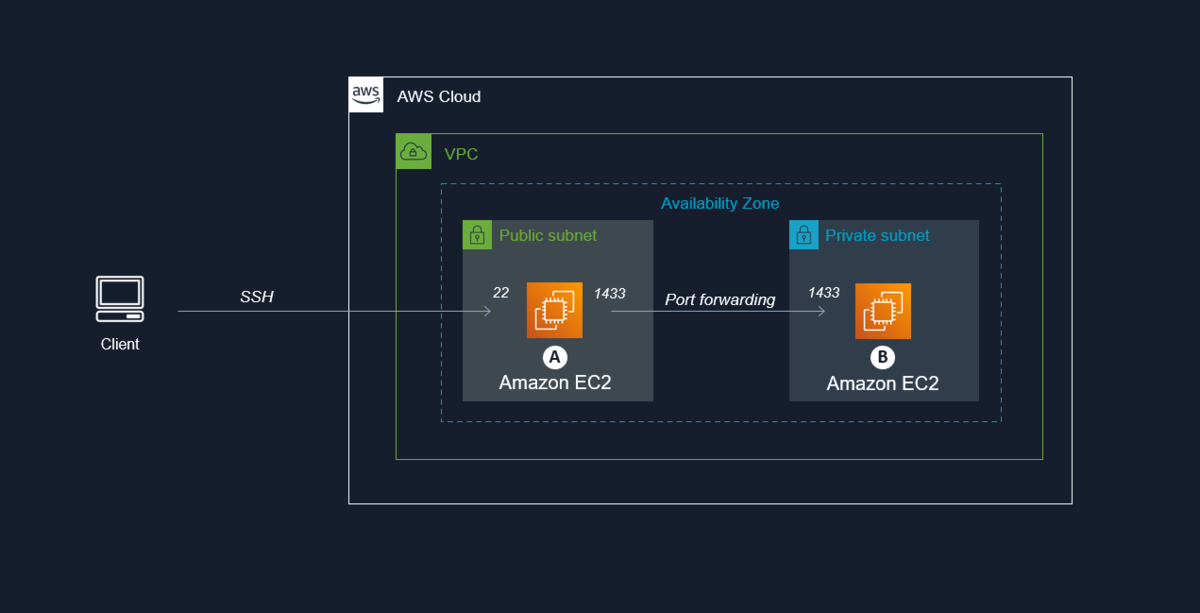 aws
AWS Cloud
VPC
Availability Zone
Public subnet
Private subnet
SSH
22
1433
Port forwarding
1433
Client
A
B
Amazon EC2
Amazon EC2